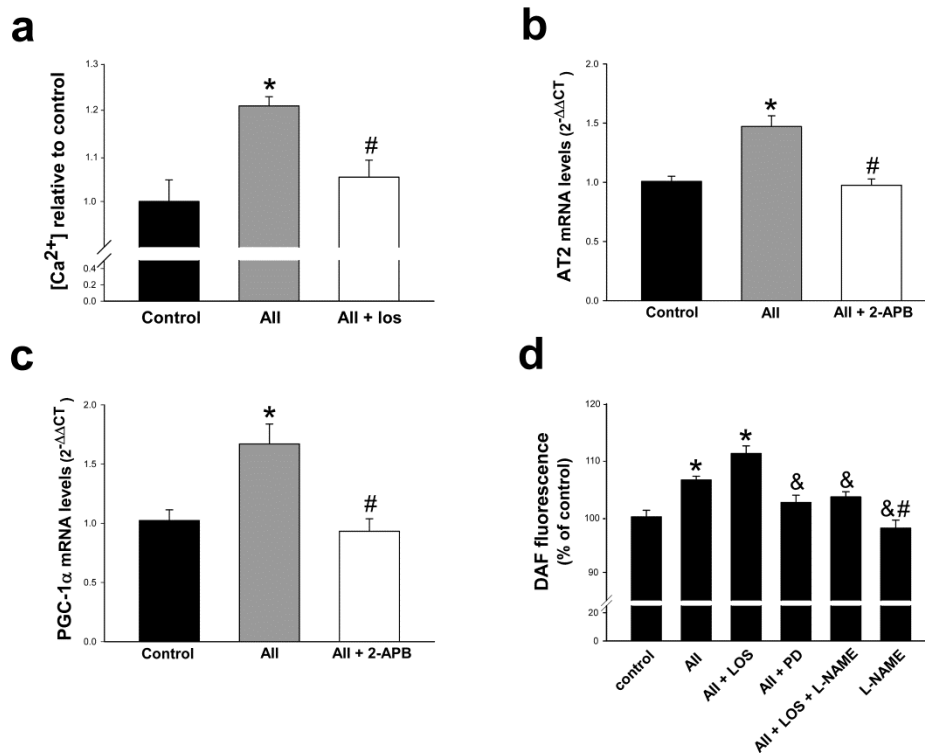 a
[Ca2+] relative to control
1.3
1.2
1.1
1.0
0.4
0.2
0.0
*
#
Control
AII
AII + los
b
AT2 mRNA levels (2-ΔΔCT)
2.0
1.5
1.0
0.5
0.0
*
#
Control
AII
AII + 2-APB
c
PGC-1α mRNA levels (2-ΔΔCT)
2.0
1.5
1.0
0.5
0.0
*
#
Control
AII
AII + 2-APB
d
DAF fluorescence
(% of control)
120
110
100
90
20
0
*
*
&
&
&#
control
AII
AII + LOS
AII + PD
AII + LOS + L-NAME
L-NAME